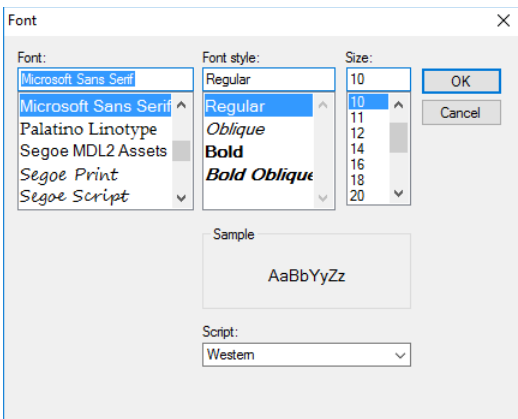 Font
Font:
Microsoft Sans Serif
Microsoft Sans Serif
Palatino Linotype
Segoe MDL2 Assets
Segoe Print
Segoe Script
Font style:
Regular
Regular
Oblique
Bold
Bold Oblique
Size:
10
10
11
12
14
16
18
20
OK
Cancel
Sample
AaBbYyZz
Script:
Western